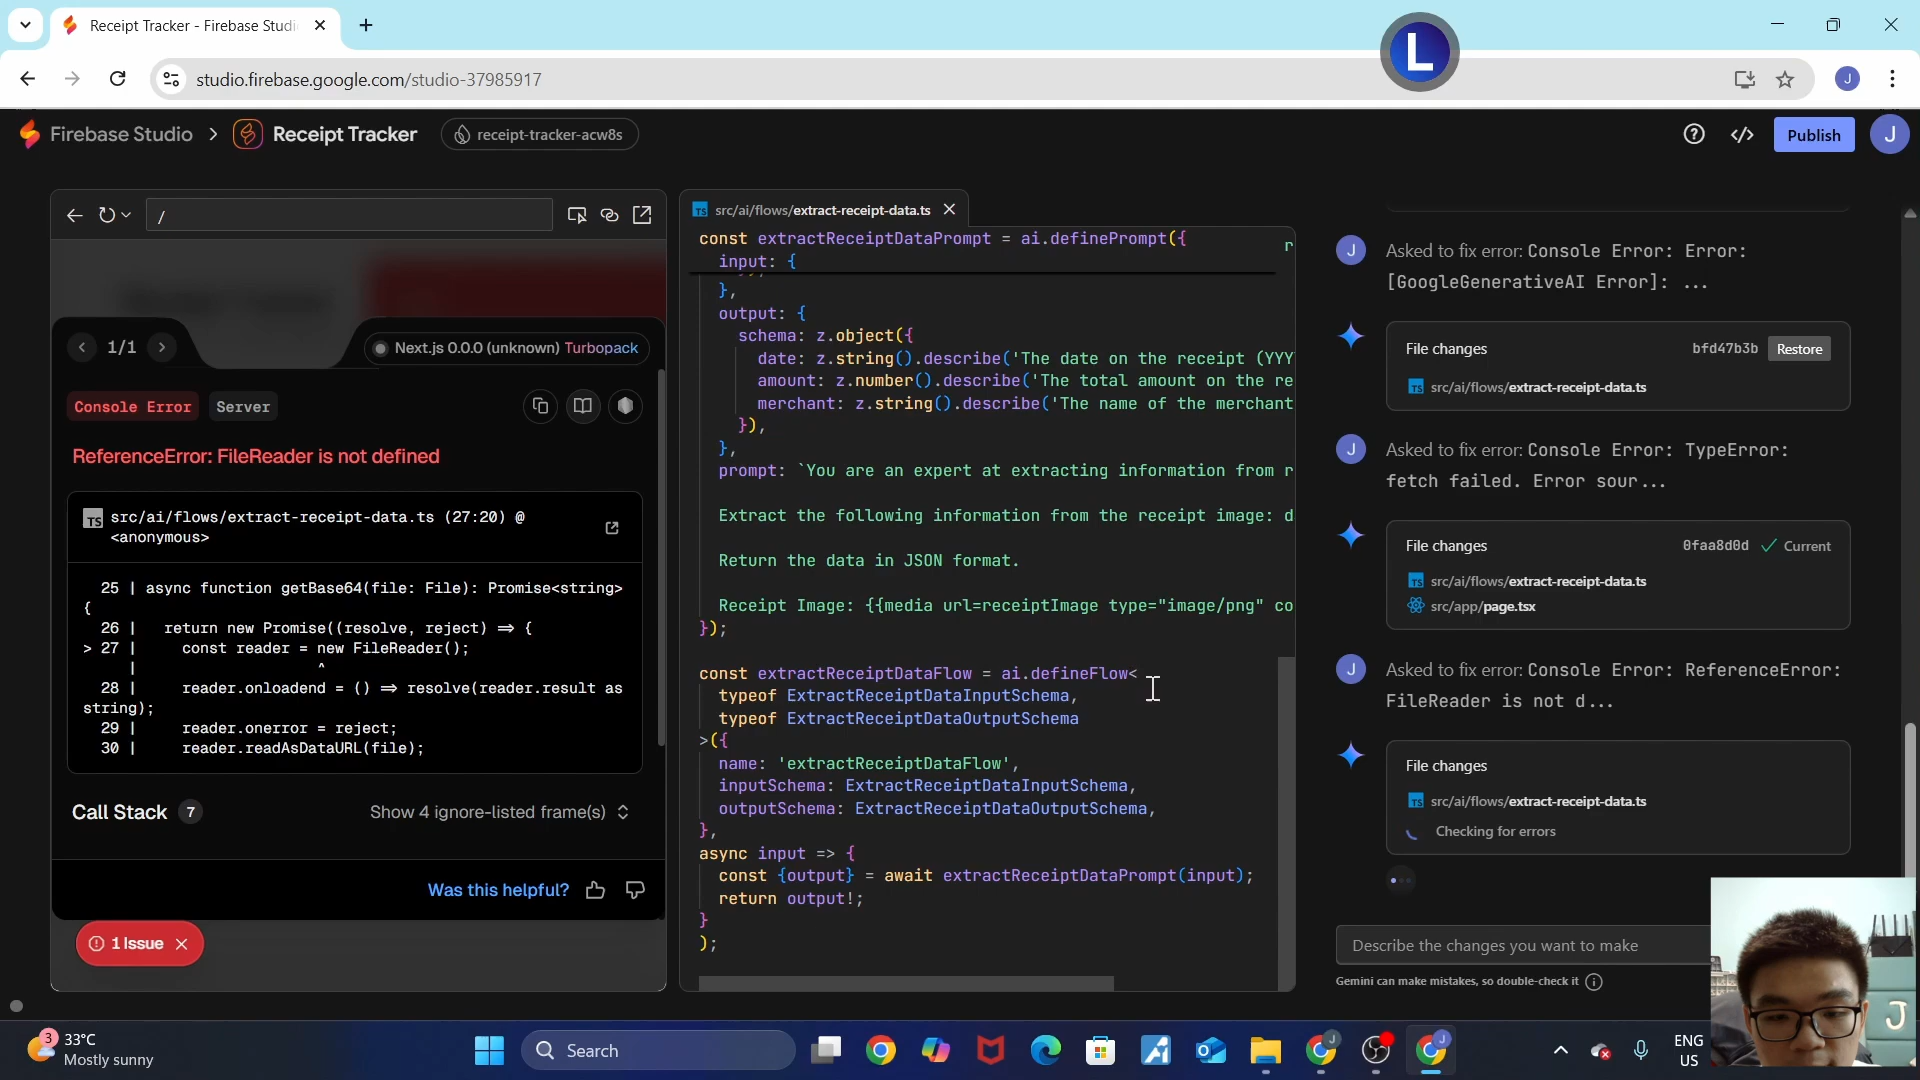 Receipt Tracker - Firebase Studi
L
studio.firebase.google.com/studio-37985917
J
Firebase Studio
Receipt Tracker
receipt-tracker-acw8s
Publish
J
/
1/1
Next.js 0.0.0 (unknown) Turbopack
Console Error
Server
ReferenceError: FileReader is not defined
TS src/ai/flows/extract-receipt-data.ts (27:20) @
<anonymous>
25 | async function getBase64(file: File): Promise<string>
{
26 | return new Promise((resolve, reject) => {
> 27 | const reader = new FileReader();
| ^
28 | reader.onloadend = () => resolve(reader.result as
string);
29 | reader.onerror = reject;
30 | reader.readAsDataURL(file);
Call Stack 7
Show 4 ignore-listed frame(s)
Was this helpful?
1 Issue
TS src/ai/flows/extract-receipt-data.ts
const extractReceiptDataPrompt = ai.definePrompt({
input: {
},
output: {
schema: z.object({
date: z.string().describe('The date on the receipt (YYY
amount: z.number().describe('The total amount on the re
merchant: z.string().describe('The name of the merchant
}),
},
prompt: `You are an expert at extracting information from r
Extract the following information from the receipt image: d
Return the data in JSON format.
Receipt Image: {{media url=receiptImage type="image/png" co
});
const extractReceiptDataFlow = ai.defineFlow<
typeof ExtractReceiptDataInputSchema,
typeof ExtractReceiptDataOutputSchema
>({
name: 'extractReceiptDataFlow',
inputSchema: ExtractReceiptDataInputSchema,
outputSchema: ExtractReceiptDataOutputSchema,
},
async input => {
const {output} = await extractReceiptDataPrompt(input);
return output!;
}
);
J
Asked to fix error: Console Error: Error:
[GoogleGenerativeAI Error]: ...
File changes
bfd47b3b
Restore
TS src/ai/flows/extract-receipt-data.ts
J
Asked to fix error: Console Error: TypeError:
fetch failed. Error sour...
File changes
0faa8d0d
Current
TS src/ai/flows/extract-receipt-data.ts
src/app/page.tsx
J
Asked to fix error: Console Error: ReferenceError:
FileReader is not d...
File changes
TS src/ai/flows/extract-receipt-data.ts
Checking for errors
Describe the changes you want to make
Gemini can make mistakes, so double-check it
J
3
33°C
Mostly sunny
Search
ENG
US